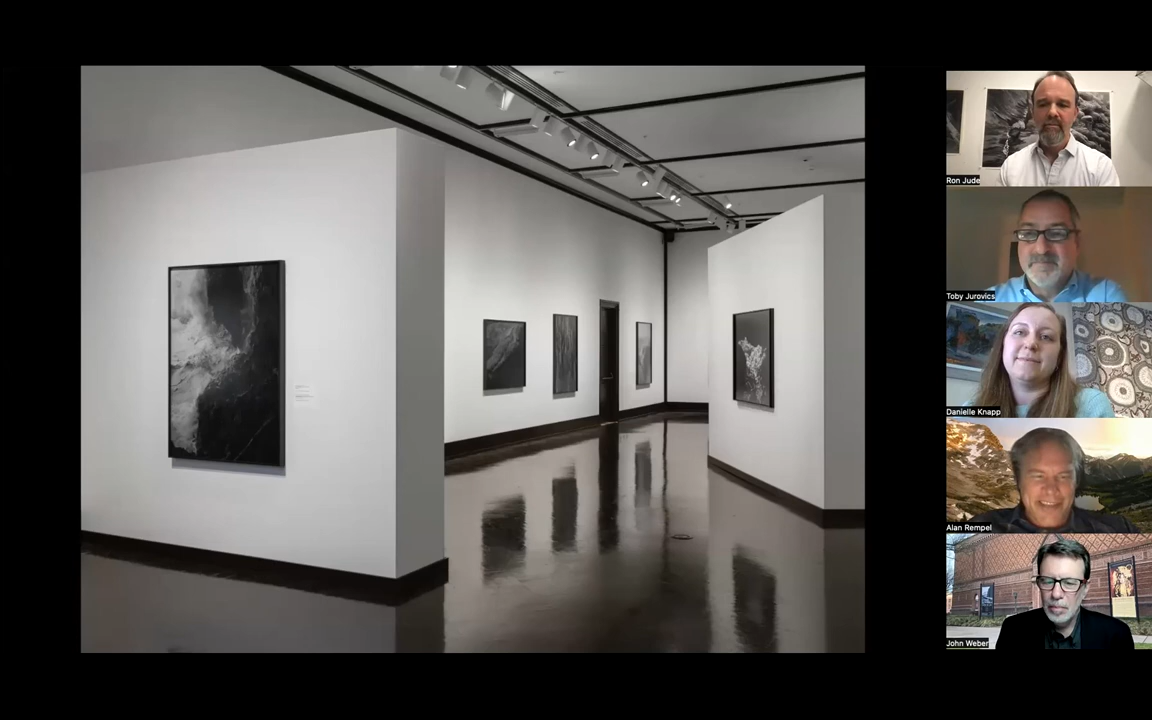 Ron Jude
Toby Jurovics
Danielle Knapp
Alan Rempel
John Weber